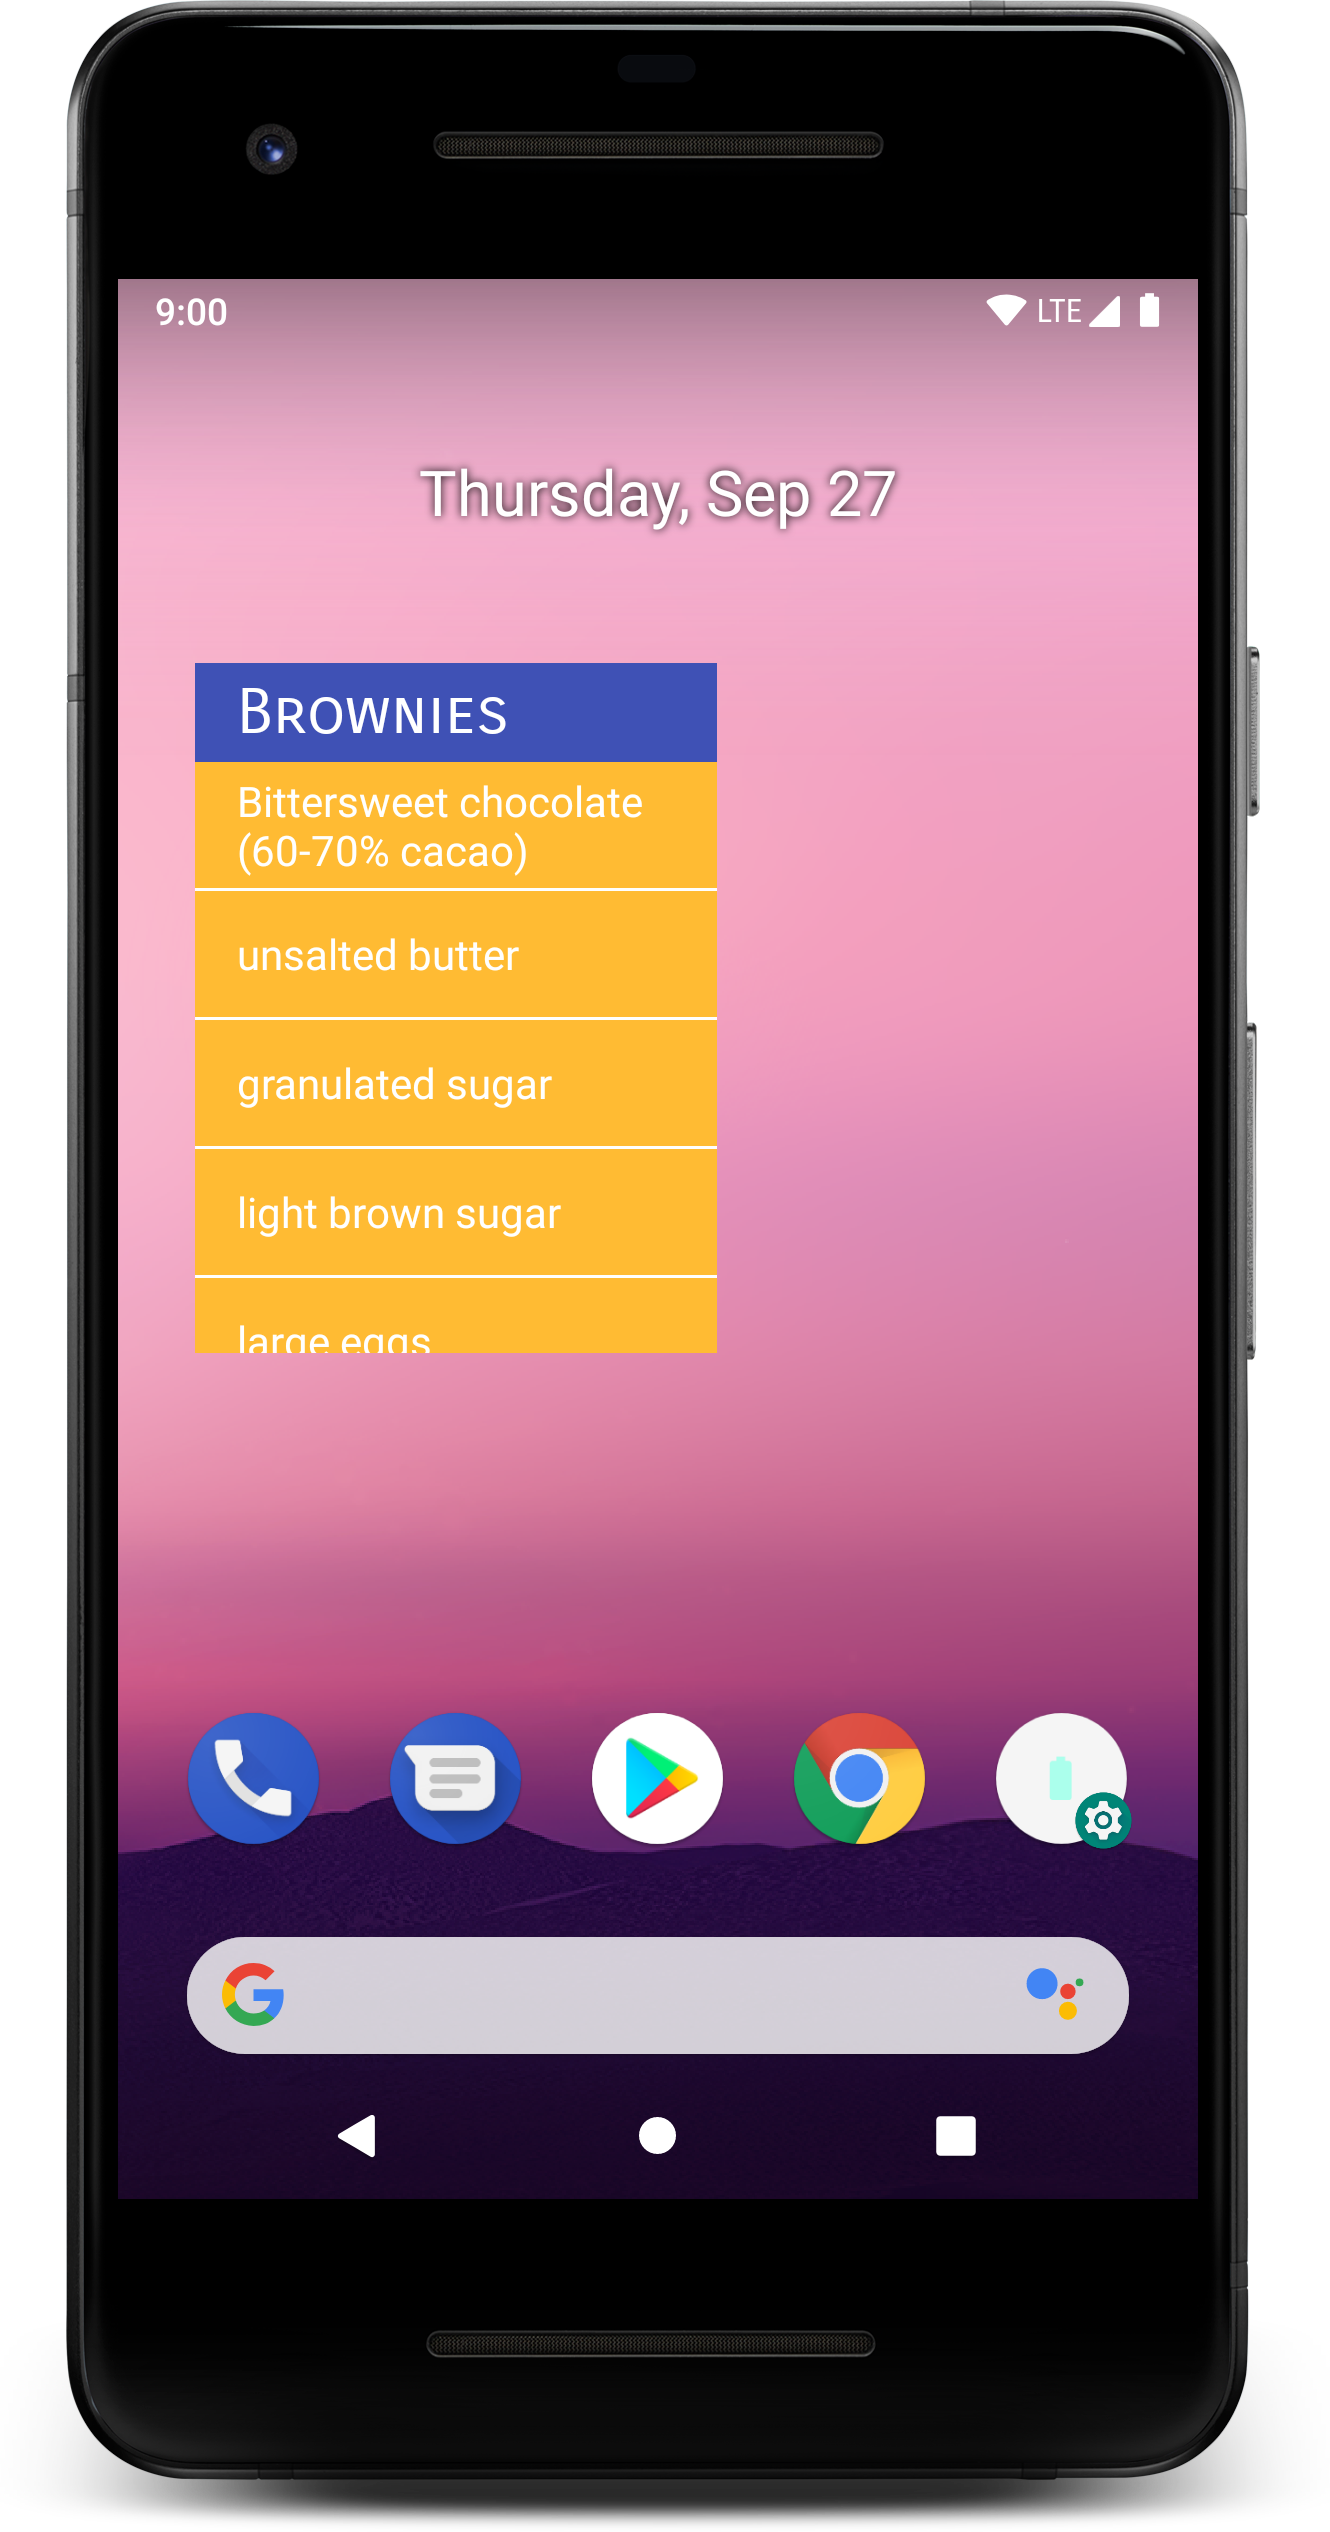 9:00 LTE
Thursday, Sep 27
Brownies
Bittersweet chocolate
(60-70% cacao)
unsalted butter
granulated sugar
light brown sugar
large eggs